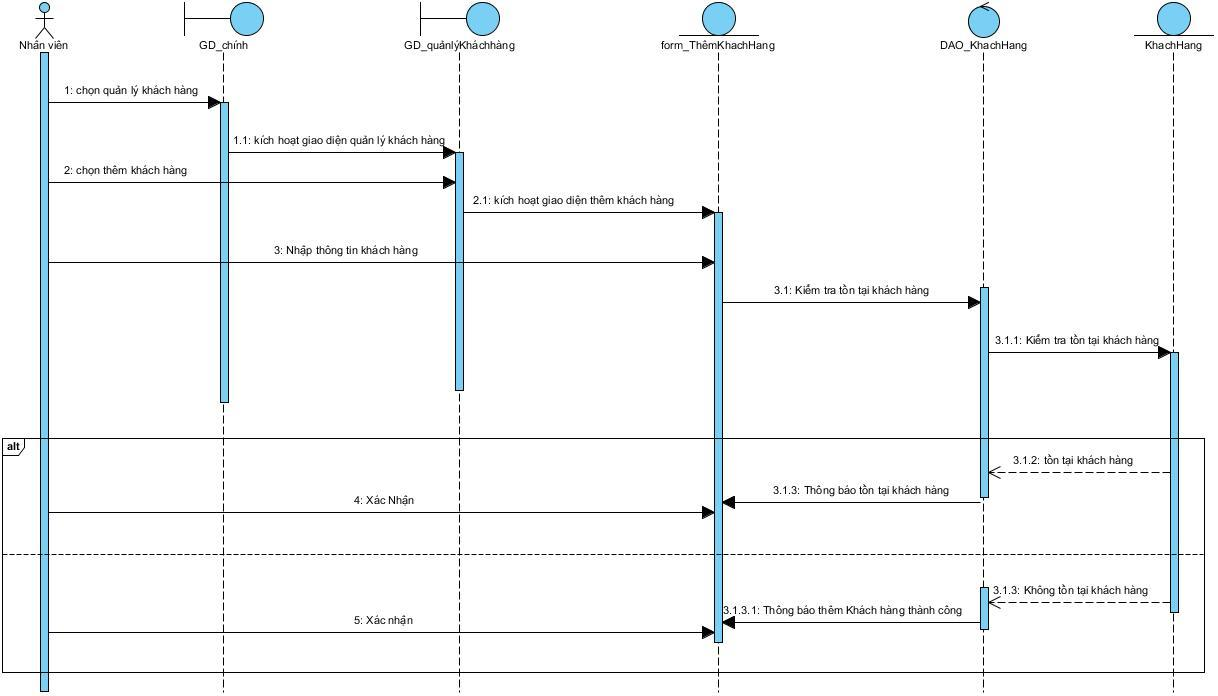 Nhân viên
GD_chính
GD_quảnlýKháchhàng
form_ThêmKhachHang
DAO_KhachHang
KhachHang
1: chọn quản lý khách hàng
1.1: kích hoạt giao diện quản lý khách hàng
2: chọn thêm khách hàng
2.1: kích hoạt giao diện thêm khách hàng
3: Nhập thông tin khách hàng
3.1: Kiểm tra tồn tại khách hàng
3.1.1: Kiểm tra tồn tại khách hàng
alt
3.1.2: tồn tại khách hàng
3.1.3: Thông báo tồn tại khách hàng
4: Xác Nhận
3.1.3: Không tồn tại khách hàng
3.1.3.1: Thông báo thêm Khách hàng thành công
5: Xác nhận